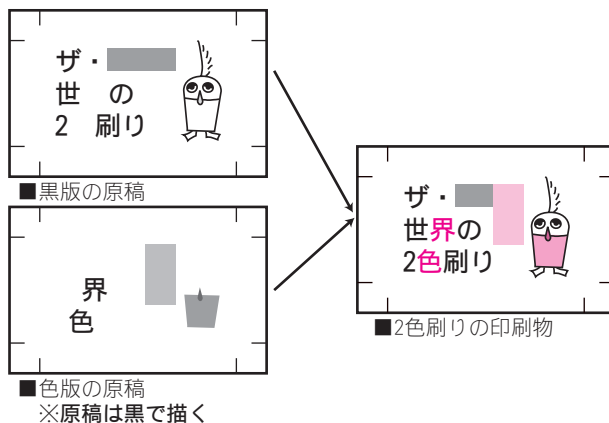 ザ・
世 の
2 刷り
■黒版の原稿
界
色
■色版の原稿
※原稿は黒で描く
ザ・
世界の
2色刷り
■2色刷りの印刷物